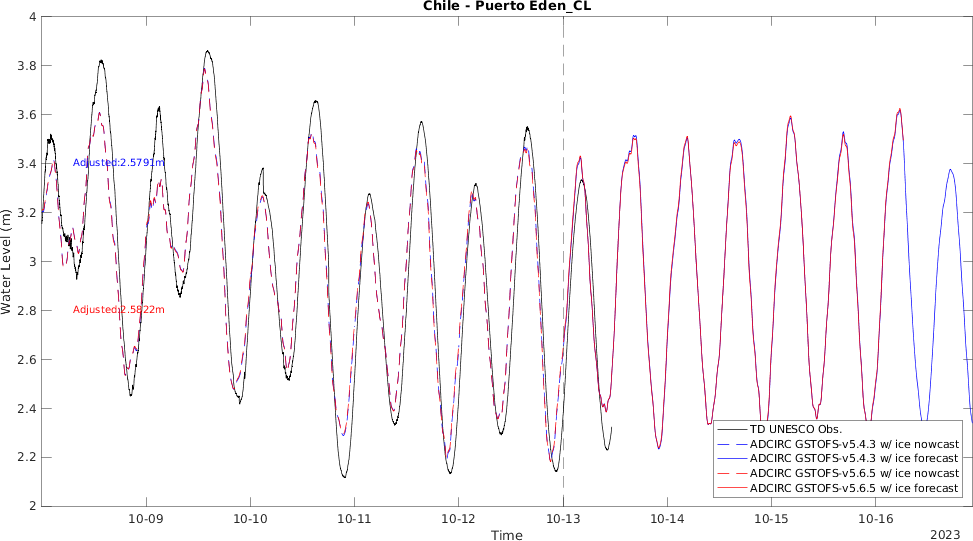 Chile - Puerto Eden_CL
4
3.8
3.6
3.4
3.2
3
2.8
2.6
2.4
2.2
2
Water Level (m)
Adjusted:2.5791m
Adjusted:2.5822m
TD UNESCO Obs.
ADCIRC GSTOFS-v5.4.3 w/ ice nowcast
ADCIRC GSTOFS-v5.4.3 w/ ice forecast
ADCIRC GSTOFS-v5.6.5 w/ ice nowcast
ADCIRC GSTOFS-v5.6.5 w/ ice forecast
10-09 10-10 10-11 10-12 10-13 10-14 10-15 10-16
Time
2023